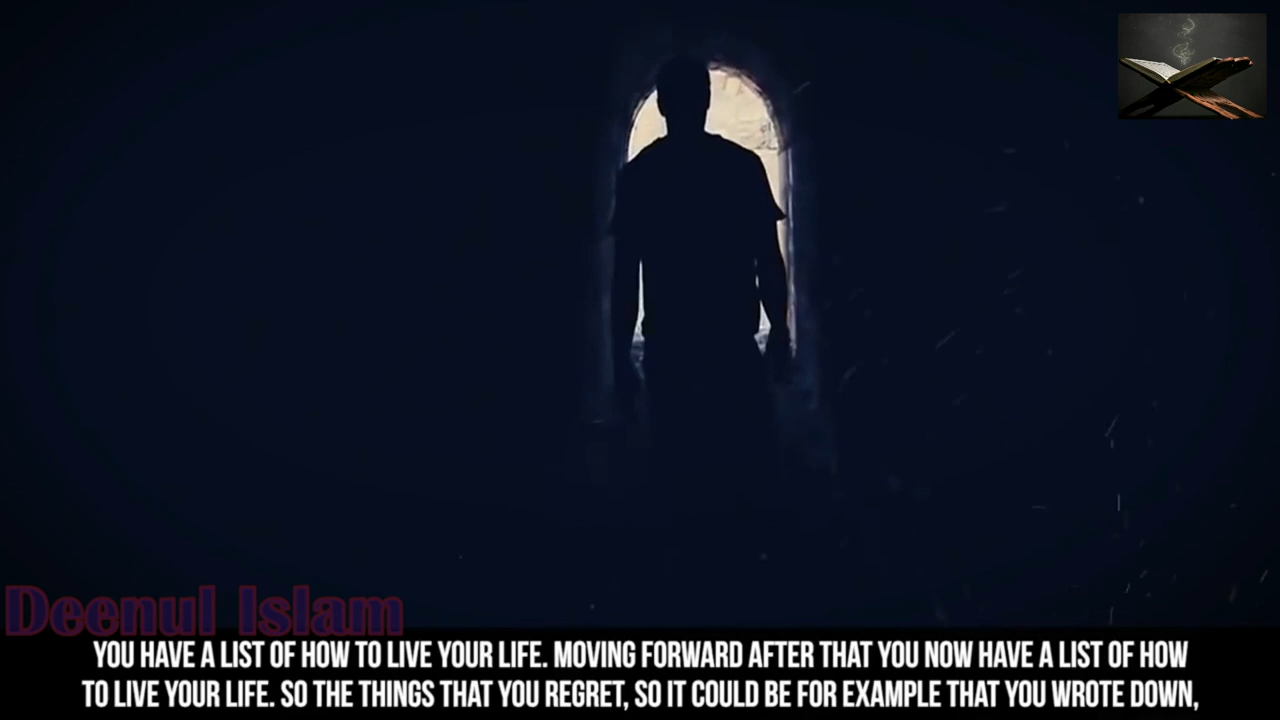 Deenul Islam
YOU HAVE A LIST OF HOW TO LIVE YOUR LIFE. MOVING FORWARD AFTER THAT YOU NOW HAVE A LIST OF HOW
TO LIVE YOUR LIFE. SO THE THINGS THAT YOU REGRET, SO IT COULD BE FOR EXAMPLE THAT YOU WROTE DOWN,